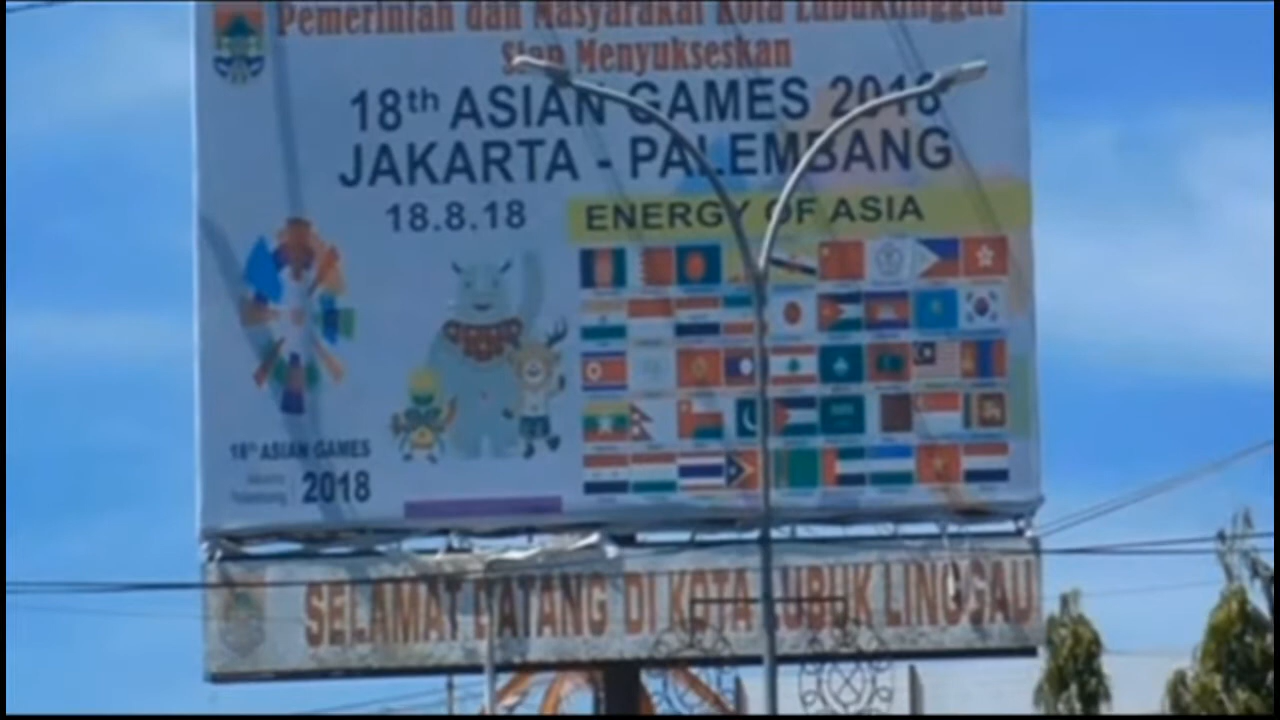 Pemerintah dan Masyarakat Kota Lubuklinggau
Siap Menyukseskan
18th ASIAN GAMES 2018
JAKARTA - PALEMBANG
18.8.18
ENERGY OF ASIA
18th ASIAN GAMES
Jakarta
Palembang
2018
SELAMAT DATANG DI KOTA LUBUK LINGGAU